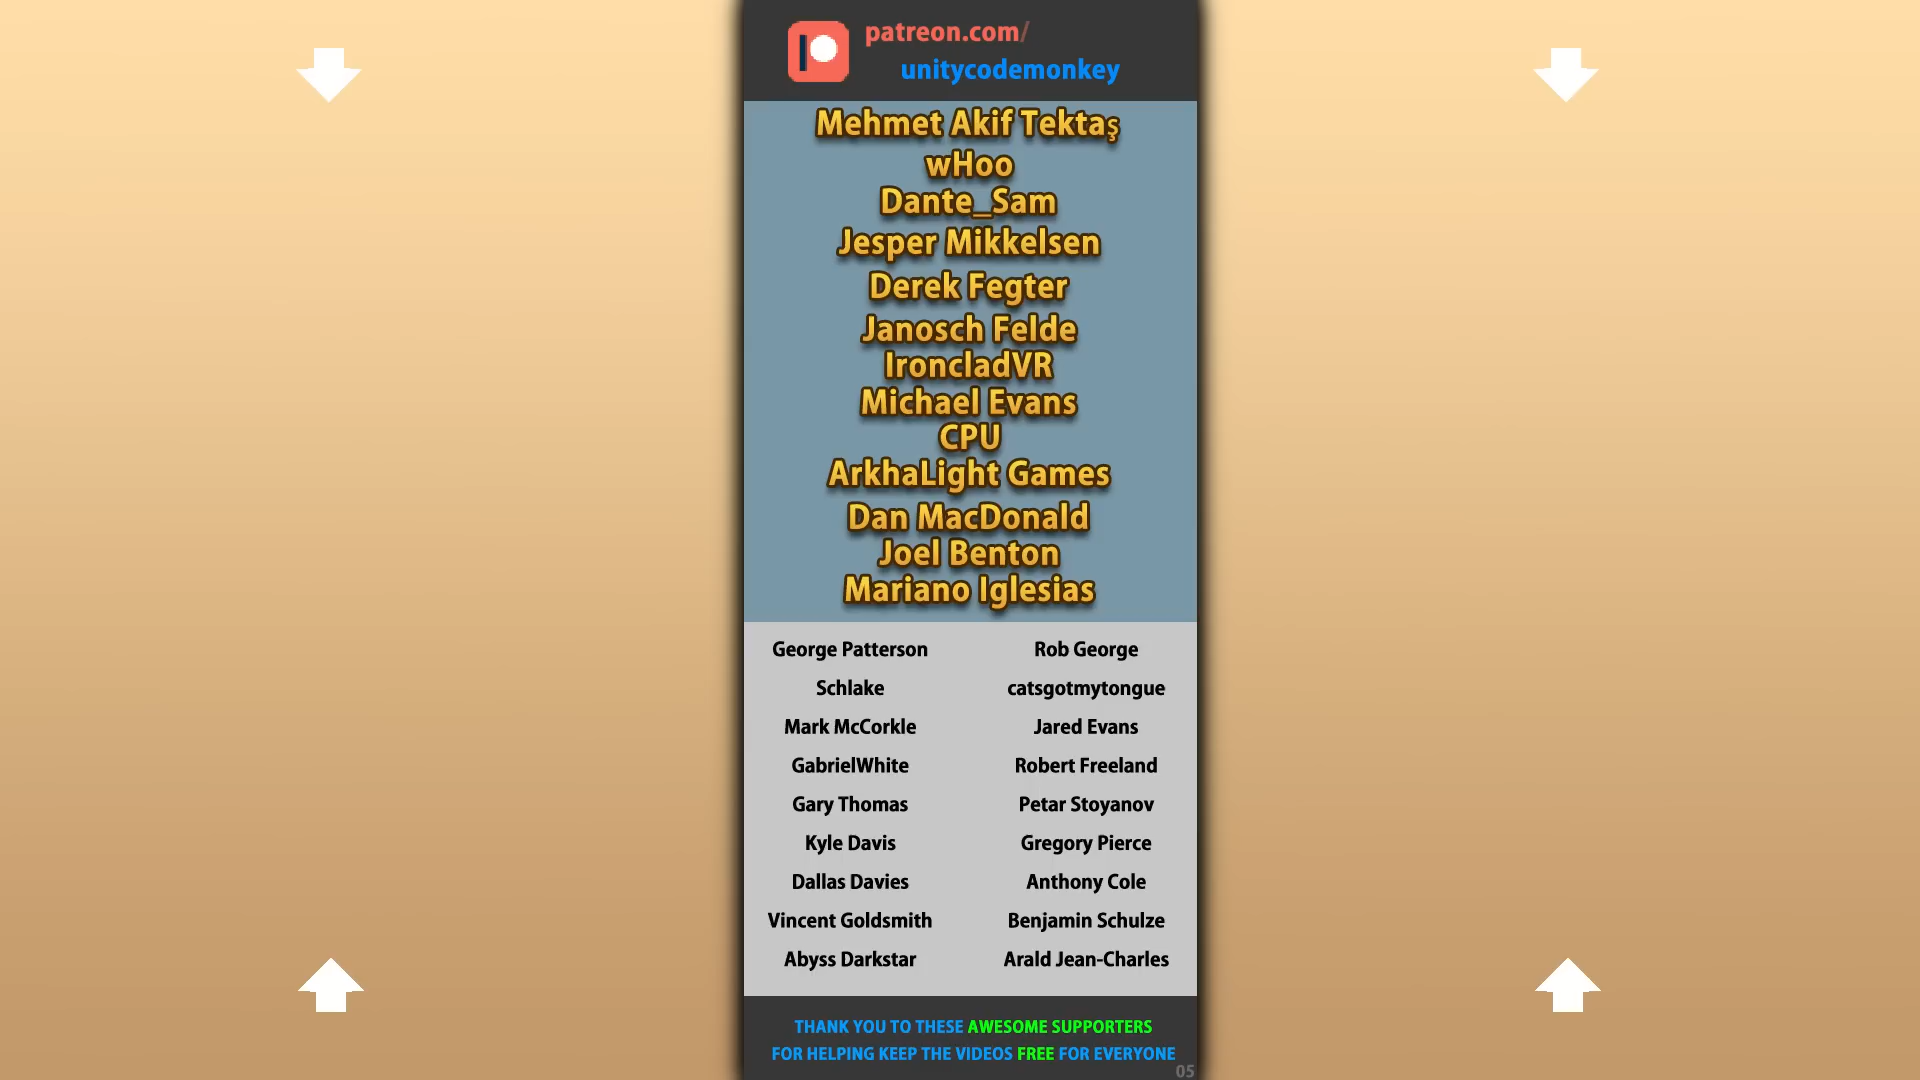 patreon.com/
unitycodemonkey
Mehmet Akif Tektaş
wHoo
Dante_Sam
Jesper Mikkelsen
Derek Fegter
Janosch Felde
IroncladVR
Michael Evans
CPU
ArkhaLight Games
Dan MacDonald
Joel Benton
Mariano Iglesias
George Patterson Rob George
Schlake catsgotmytongue
Mark McCorkle Jared Evans
GabrielWhite Robert Freeland
Gary Thomas Petar Stoyanov
Kyle Davis Gregory Pierce
Dallas Davies Anthony Cole
Vincent Goldsmith Benjamin Schulze
Abyss Darkstar Arald Jean-Charles
THANK YOU TO THESE AWESOME SUPPORTERS
FOR HELPING KEEP THE VIDEOS FREE FOR EVERYONE
05